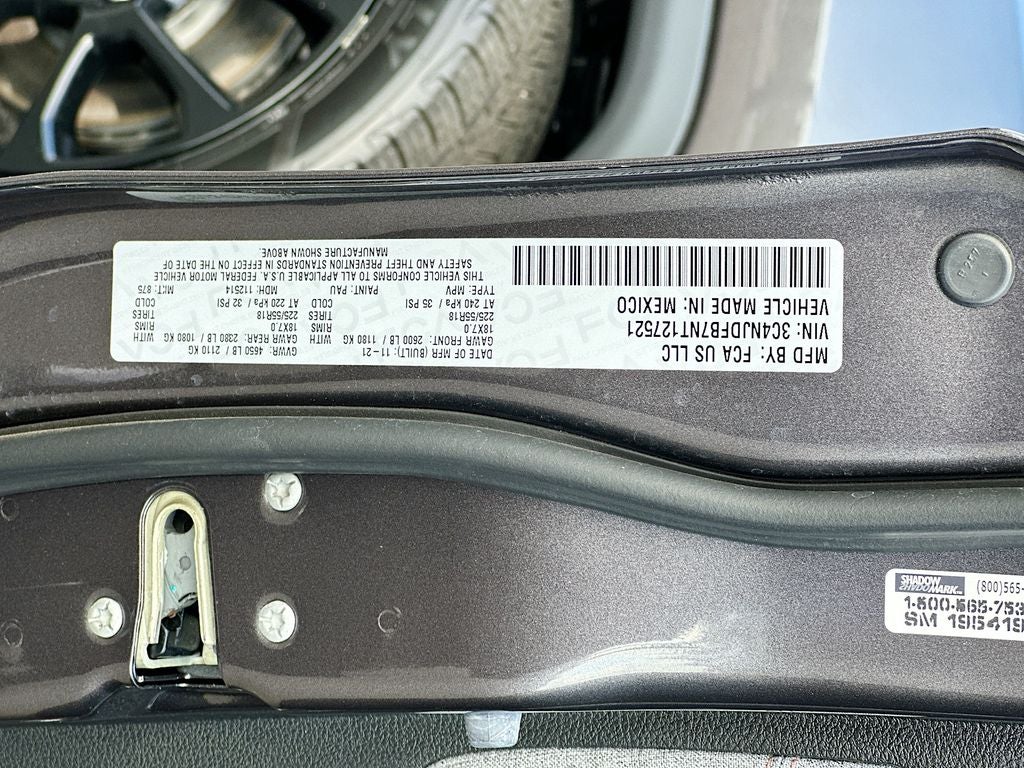 MFD BY: FCA US LLC
VIN: 3C4NJDFB7NT127521
VEHICLE MADE IN: MEXICO
DATE OF MFR (BUILT): 11-21 GVWR: 4650 LB / 2110 KG
GAWR FRONT: 2600 LB / 1180 KG WITH GAWR REAR: 2380 LB / 1080 KG WITH
18X7.0 RIMS 18X7.0 RIMS
225/55R18 TIRES 225/55R18 TIRES
AT 240 kPa / 35 PSI COLD AT 220 kPa / 32 PSI COLD
TYPE: MPV PAINT: PAU MDH: 112514 MKT: 875
THIS VEHICLE CONFORMS TO ALL APPLICABLE U.S.A. FEDERAL MOTOR VEHICLE
SAFETY AND THEFT PREVENTION STANDARDS IN EFFECT ON THE DATE OF
MANUFACTURE SHOWN ABOVE.
SHADOW
MARK
(800)565-
1-800-565-753
SM 195419